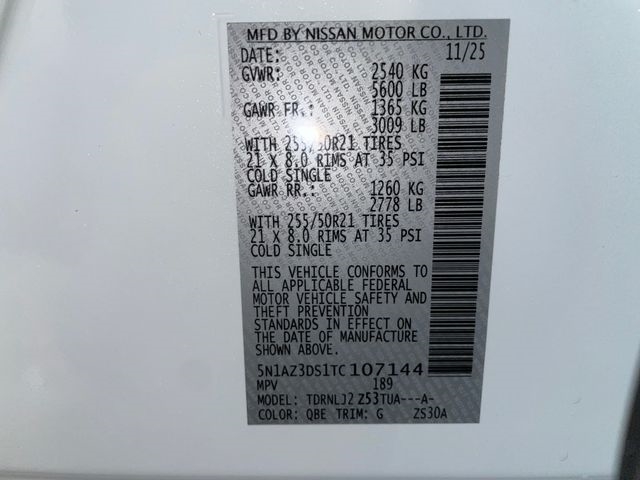 MFD BY NISSAN MOTOR CO., LTD.
DATE: 11/25
GVWR: 2540 KG
5600 LB
GAWR FR.: 1365 KG
3009 LB
WITH 255/50R21 TIRES
21 X 8.0 RIMS AT 35 PSI
COLD SINGLE
GAWR RR.: 1260 KG
2778 LB
WITH 255/50R21 TIRES
21 X 8.0 RIMS AT 35 PSI
COLD SINGLE
THIS VEHICLE CONFORMS TO
ALL APPLICABLE FEDERAL
MOTOR VEHICLE SAFETY AND
THEFT PREVENTION
STANDARDS IN EFFECT ON
THE DATE OF MANUFACTURE
SHOWN ABOVE.
5N1AZ3DS1TC107144
MPV 189
MODEL: TDRNLJ2 Z53TUA---A-
COLOR: QBE TRIM: G ZS30A